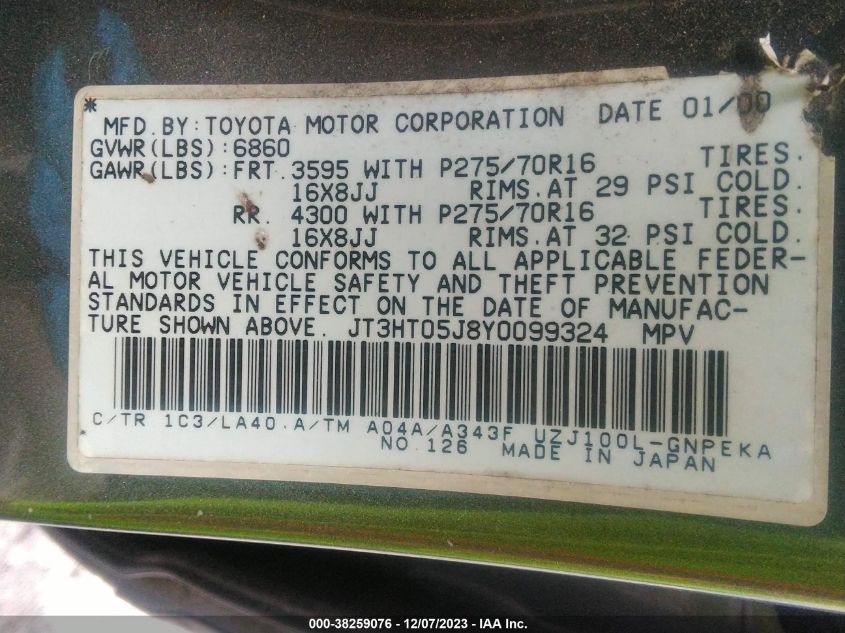 *
MFD. BY: TOYOTA MOTOR CORPORATION DATE 01/00
GVWR(LBS):6860
GAWR(LBS):FRT. 3595 WITH P275/70R16 TIRES.
16X8JJ RIMS. AT 29 PSI COLD.
RR. 4300 WITH P275/70R16 TIRES.
16X8JJ RIMS. AT 32 PSI COLD.
THIS VEHICLE CONFORMS TO ALL APPLICABLE FEDER-
AL MOTOR VEHICLE SAFETY AND THEFT PREVENTION
STANDARDS IN EFFECT ON THE DATE OF MANUFAC-
TURE SHOWN ABOVE. JT3HT05J8Y0099324 MPV
C/TR 1C3/LA40. A/TM A04A/A343F UZJ100L-GNPEKA
NO 126 MADE IN JAPAN
000-38259076 - 12/07/2023 - IAA Inc.